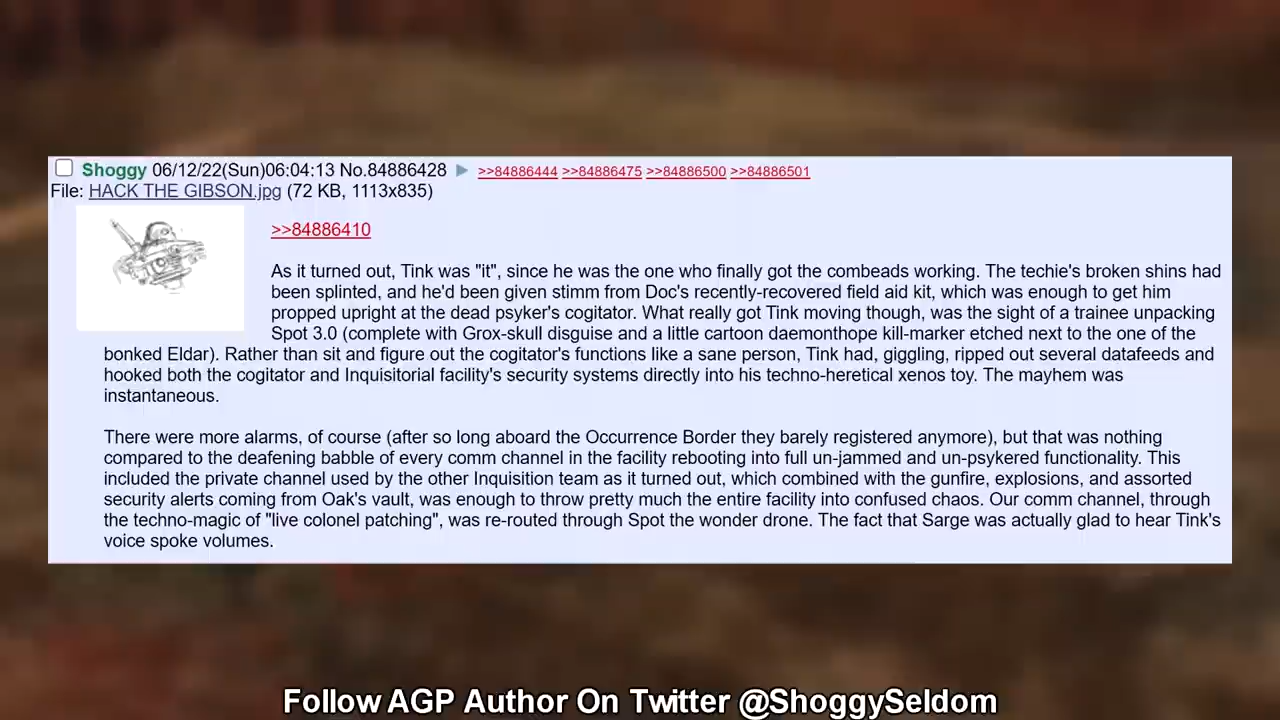 Shoggy 06/12/22(Sun)06:04:13 No.84886428 ▶ >>84886444 >>84886475 >>84886500 >>84886501
File: HACK THE GIBSON.jpg (72 KB, 1113x835)
>>84886410
As it turned out, Tink was "it", since he was the one who finally got the combeads working. The techie's broken shins had
been splinted, and he'd been given stimm from Doc's recently-recovered field aid kit, which was enough to get him
propped upright at the dead psyker's cogitator. What really got Tink moving though, was the sight of a trainee unpacking
Spot 3.0 (complete with Grox-skull disguise and a little cartoon daemonthope kill-marker etched next to the one of the
bonked Eldar). Rather than sit and figure out the cogitator's functions like a sane person, Tink had, giggling, ripped out several datafeeds and
hooked both the cogitator and Inquisitorial facility's security systems directly into his techno-heretical xenos toy. The mayhem was
instantaneous.
There were more alarms, of course (after so long aboard the Occurrence Border they barely registered anymore), but that was nothing
compared to the deafening babble of every comm channel in the facility rebooting into full un-jammed and un-psykered functionality. This
included the private channel used by the other Inquisition team as it turned out, which combined with the gunfire, explosions, and assorted
security alerts coming from Oak's vault, was enough to throw pretty much the entire facility into confused chaos. Our comm channel, through
the techno-magic of "live colonel patching", was re-routed through Spot the wonder drone. The fact that Sarge was actually glad to hear Tink's
voice spoke volumes.
Follow AGP Author On Twitter @ShoggySeldom